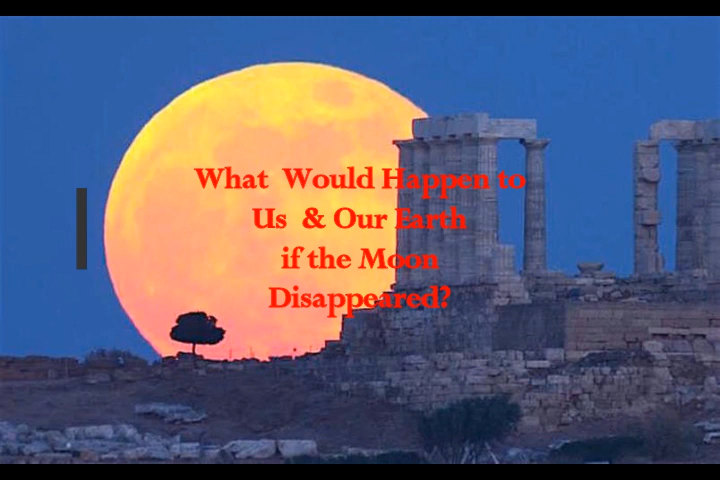 What Would Happen to
Us & Our Earth
if the Moon
Disappeared?